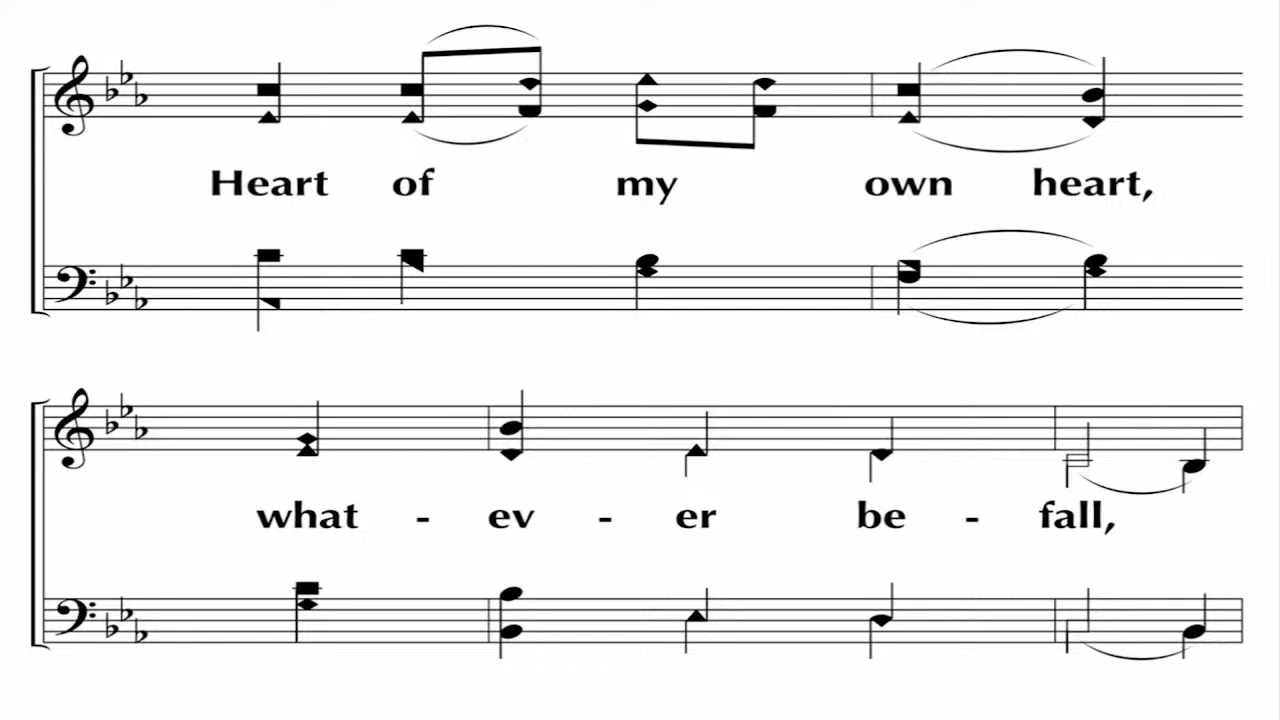 Heart of my own heart,
what - ev - er be - fall,